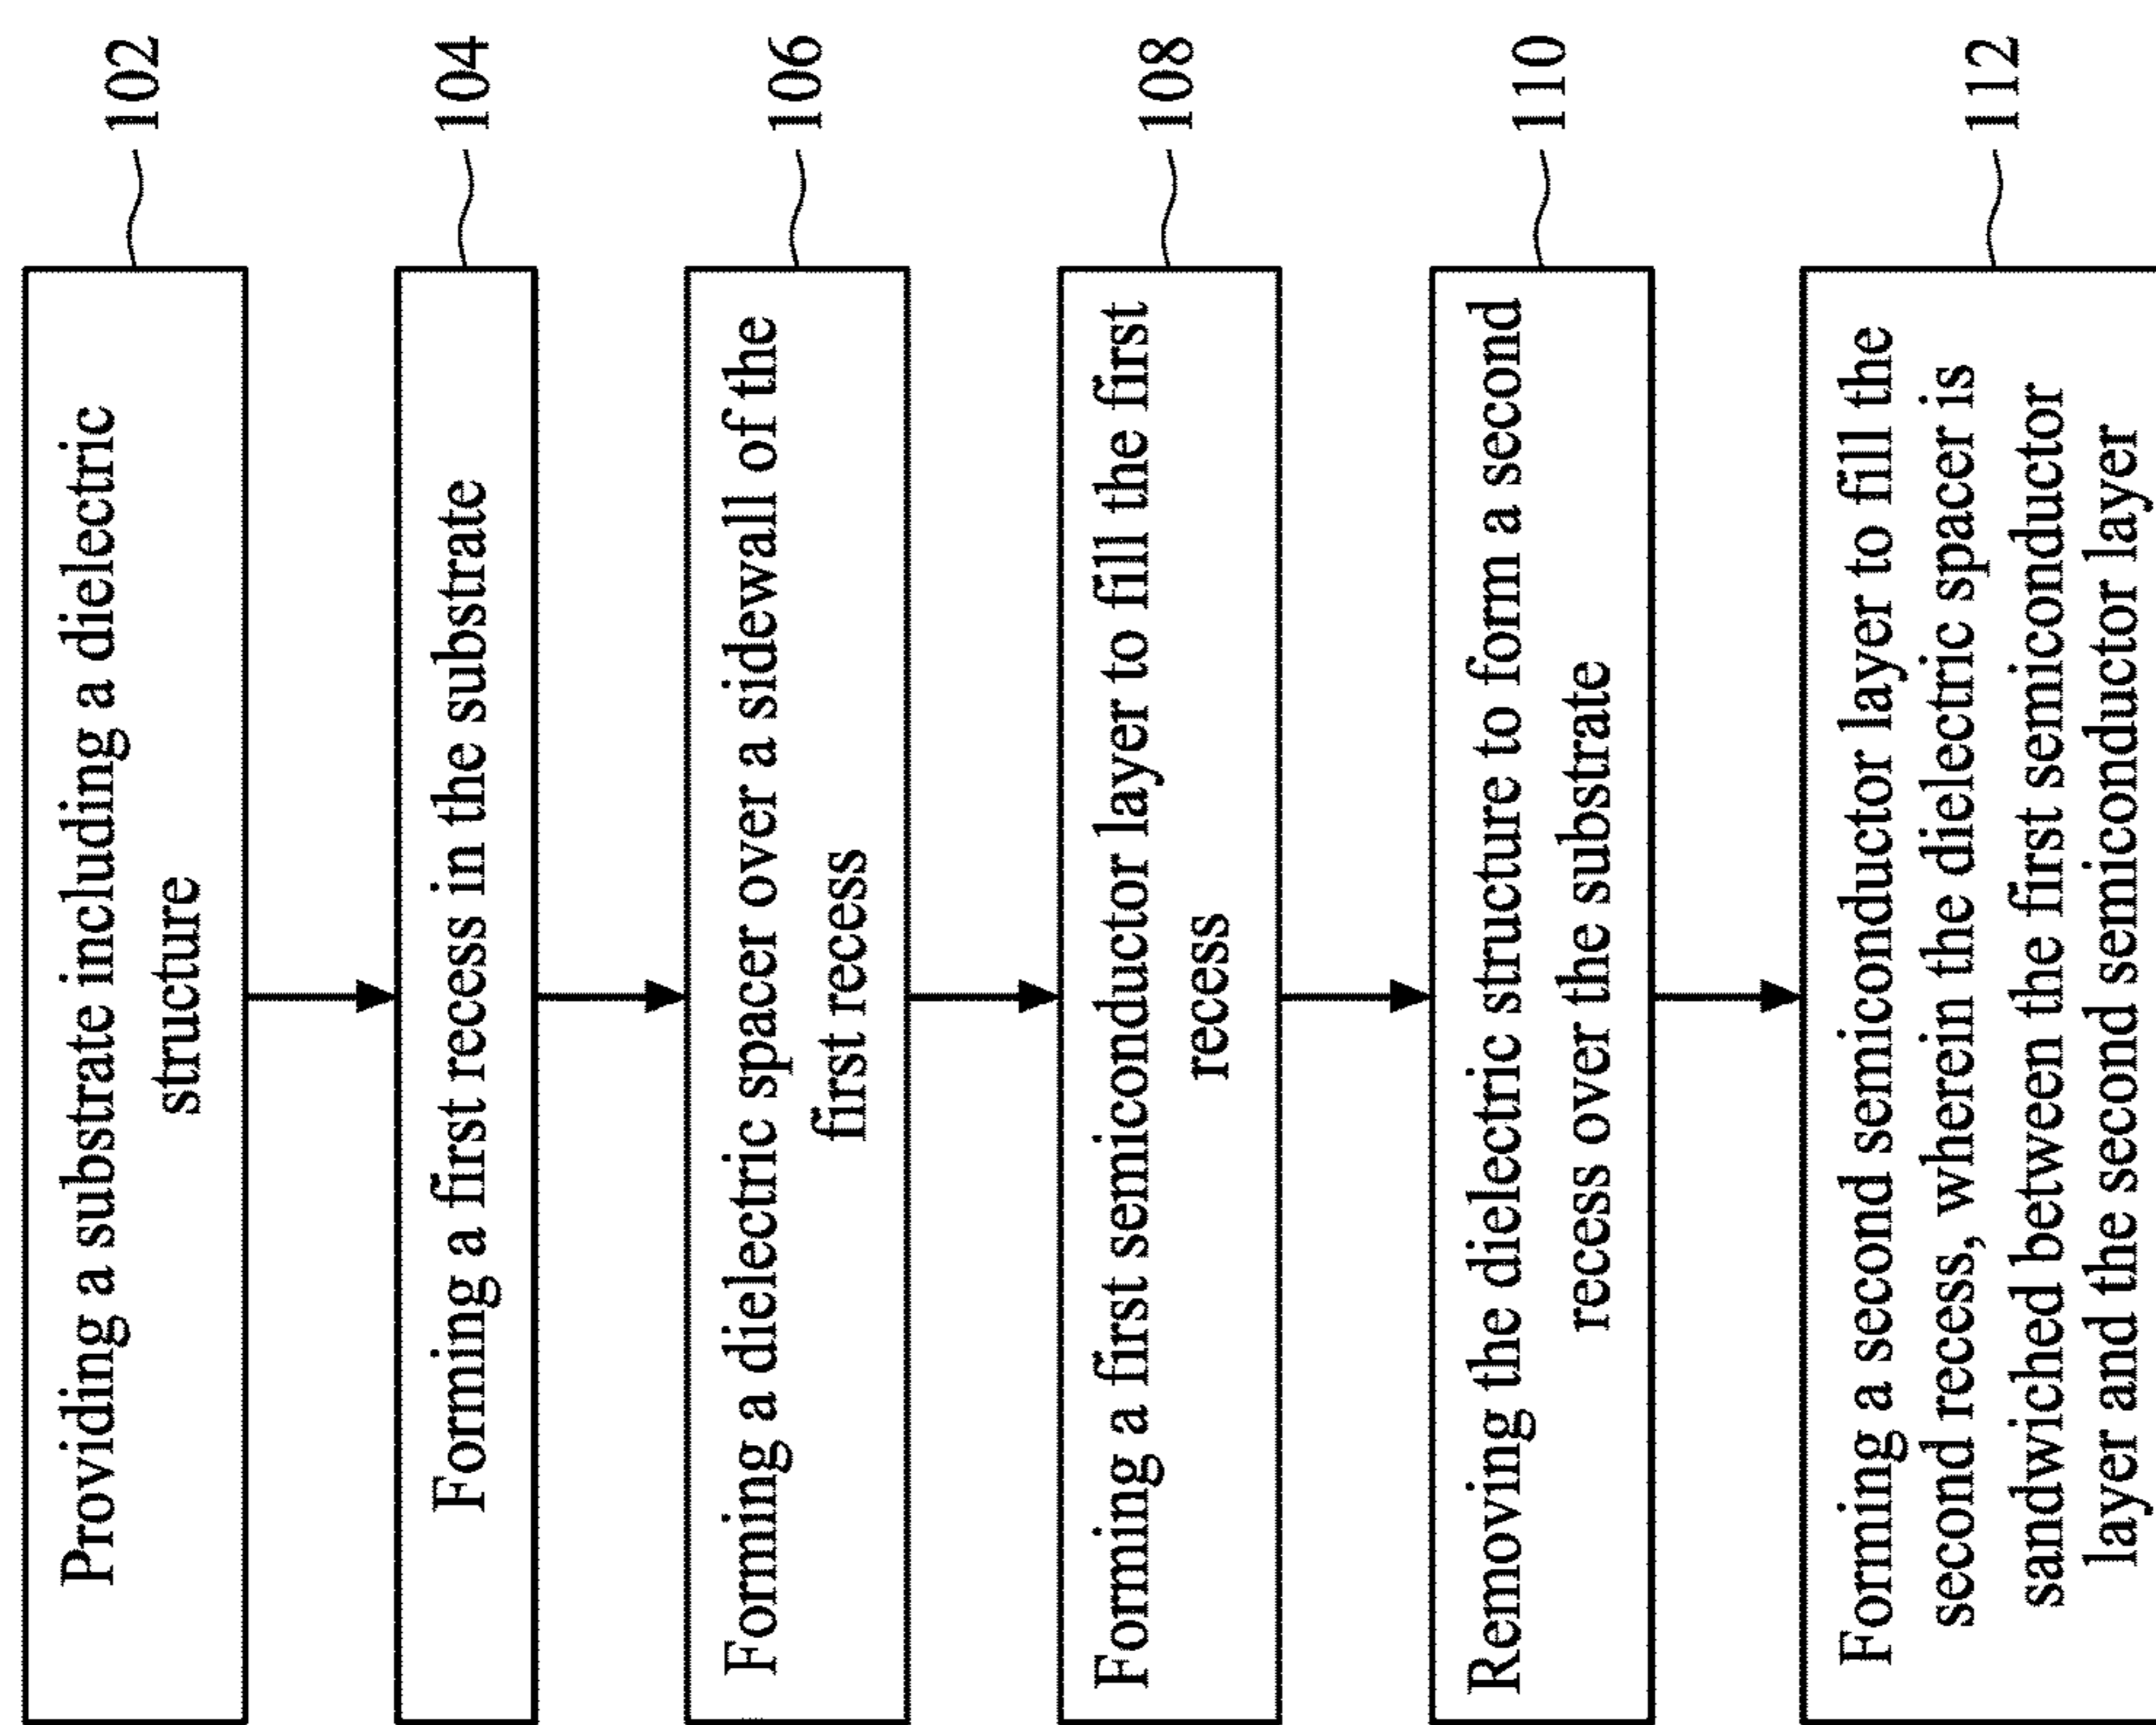 Providing a substrate including a dielectric
structure
102
Forming a first recess in the substrate
104
Forming a dielectric spacer over a sidewall of the
first recess
106
Forming a first semiconductor layer to fill the first
recess
108
Removing the dielectric structure to form a second
recess over the substrate
110
Forming a second semiconductor layer to fill the
second recess, wherein the dielectric spacer is
sandwiched between the first semiconductor
layer and the second semiconductor layer
112